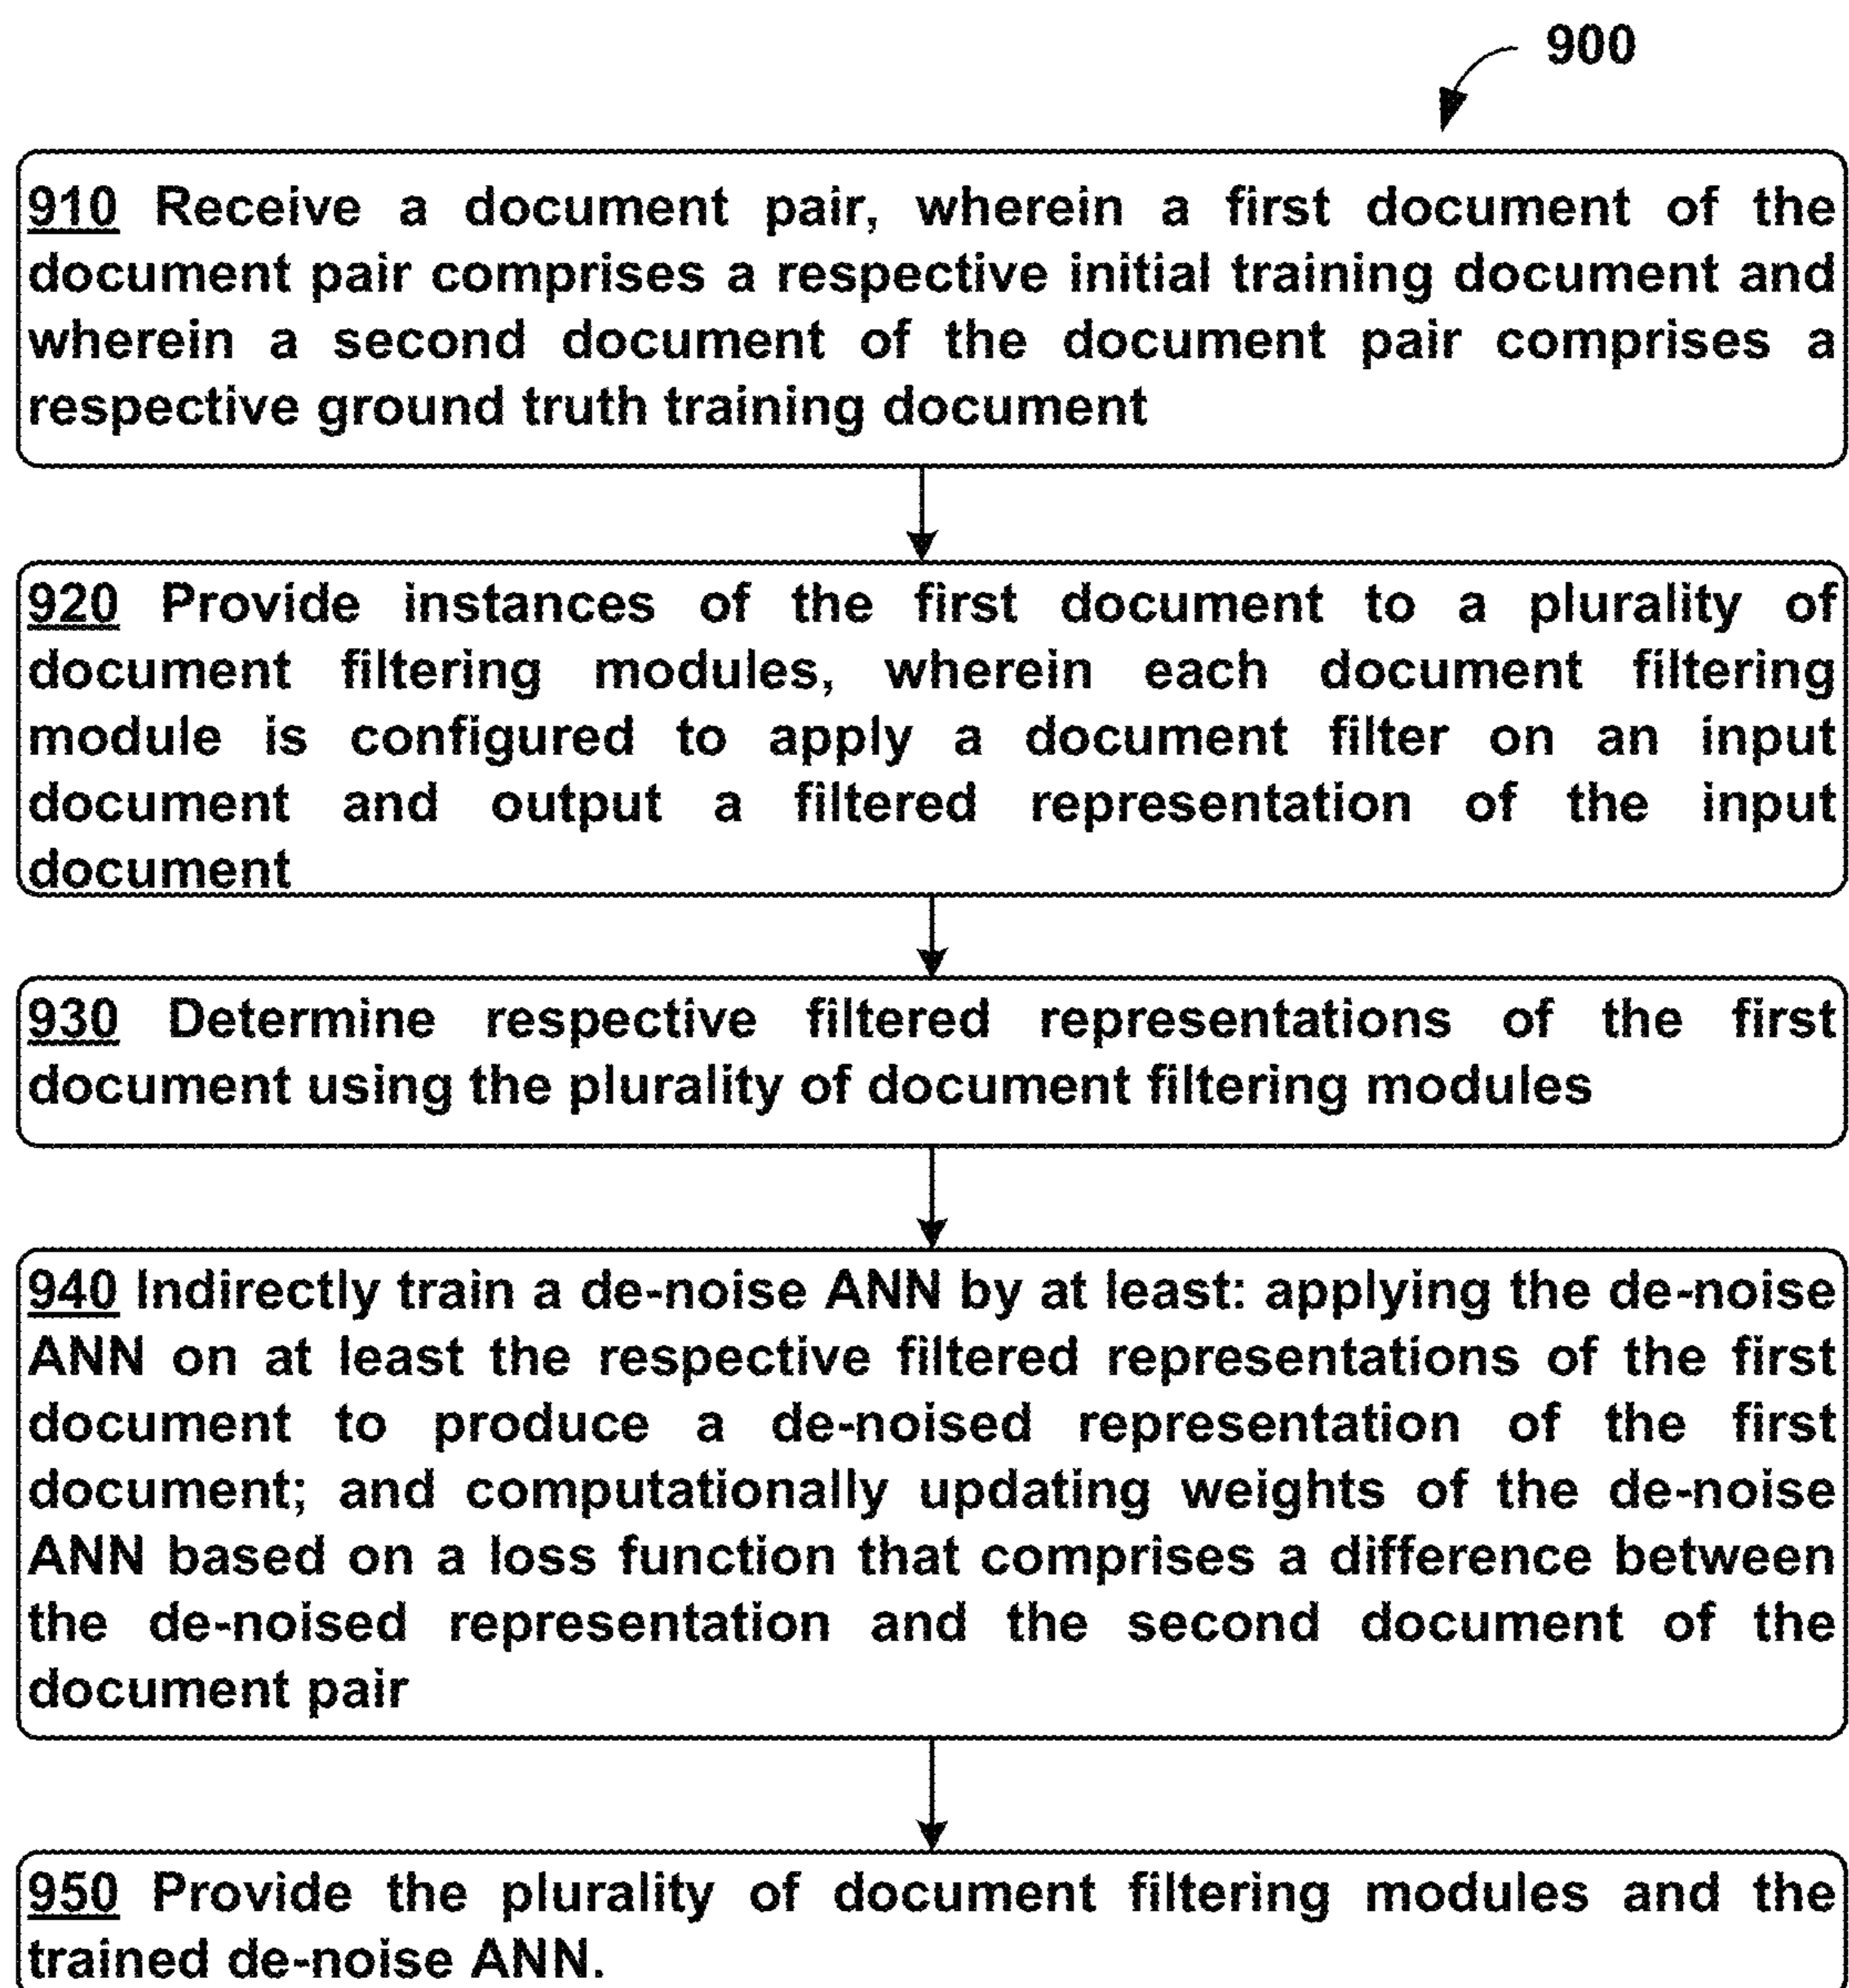 900
910 Receive a document pair, wherein a first document of the
document pair comprises a respective initial training document and
wherein a second document of the document pair comprises a
respective ground truth training document
920 Provide instances of the first document to a plurality of
document filtering modules, wherein each document filtering
module is configured to apply a document filter on an input
document and output a filtered representation of the input
document
930 Determine respective filtered representations of the first
document using the plurality of document filtering modules
940 Indirectly train a de-noise ANN by at least: applying the de-noise
ANN on at least the respective filtered representations of the first
document to produce a de-noised representation of the first
document; and computationally updating weights of the de-noise
ANN based on a loss function that comprises a difference between
the de-noised representation and the second document of the
document pair
950 Provide the plurality of document filtering modules and the
trained de-noise ANN.